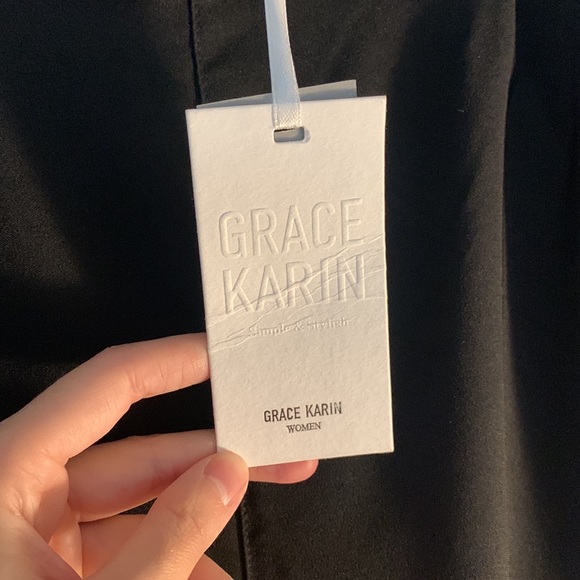 GRACE
KARIN
Simple & Stylish
GRACE KARIN
WOMEN